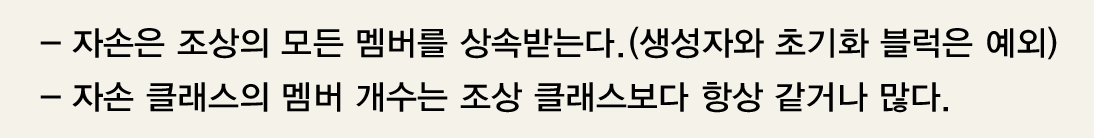 – 자손은 조상의 모든 멤버를 상속받는다.(생성자와 초기화 블럭은 예외)
– 자손 클래스의 멤버 개수는 조상 클래스보다 항상 같거나 많다.